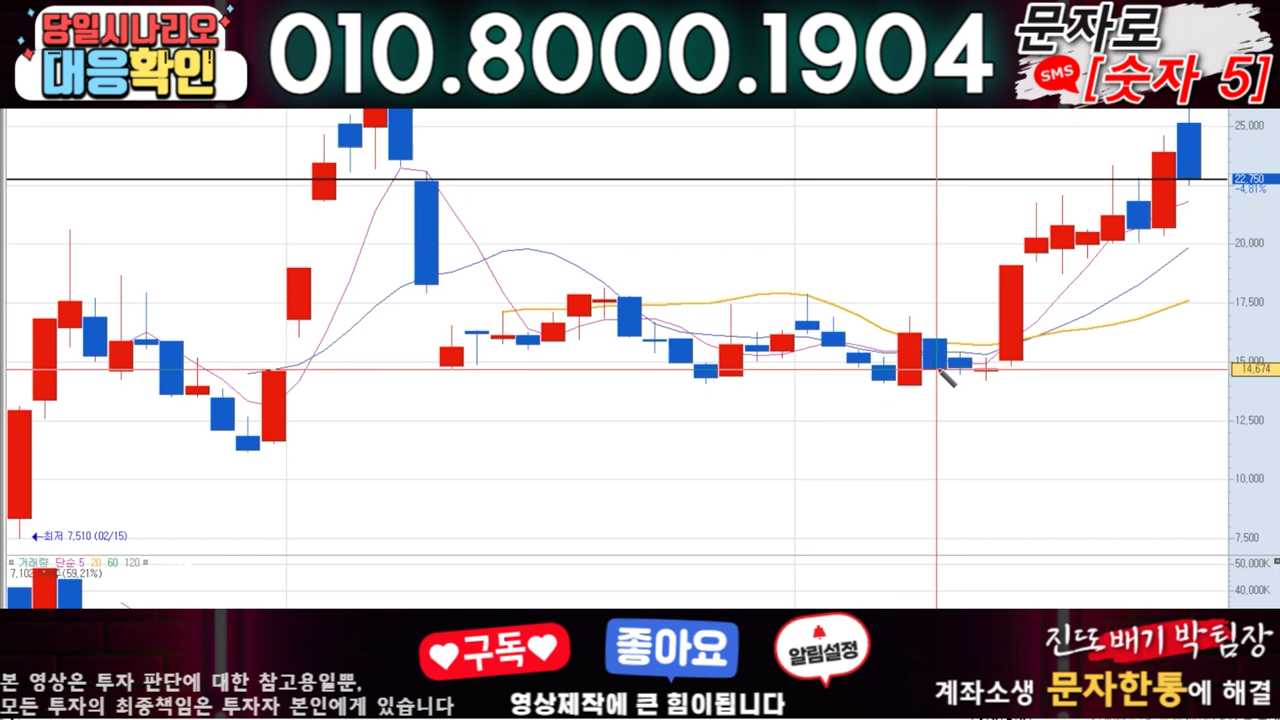 당일시나리오
대응확인
010.8000.1904
문자로
SMS
[숫자 5]
25,000
22,750
-4,81%
20,000
17,500
15,000
14,674
12,500
10,000
7,500
←최저 7,510 (02/15)
거래량 단순 5 20 60 120
(59,21%)
50,000K
40,000K
구독
좋아요
알림설정
진또배기 박팀장
본 영상은 투자 판단에 대한 참고용일뿐,
모든 투자의 최종책임은 투자자 본인에게 있습니다
영상제작에 큰 힘이됩니다
계좌소생 문자한통에 해결